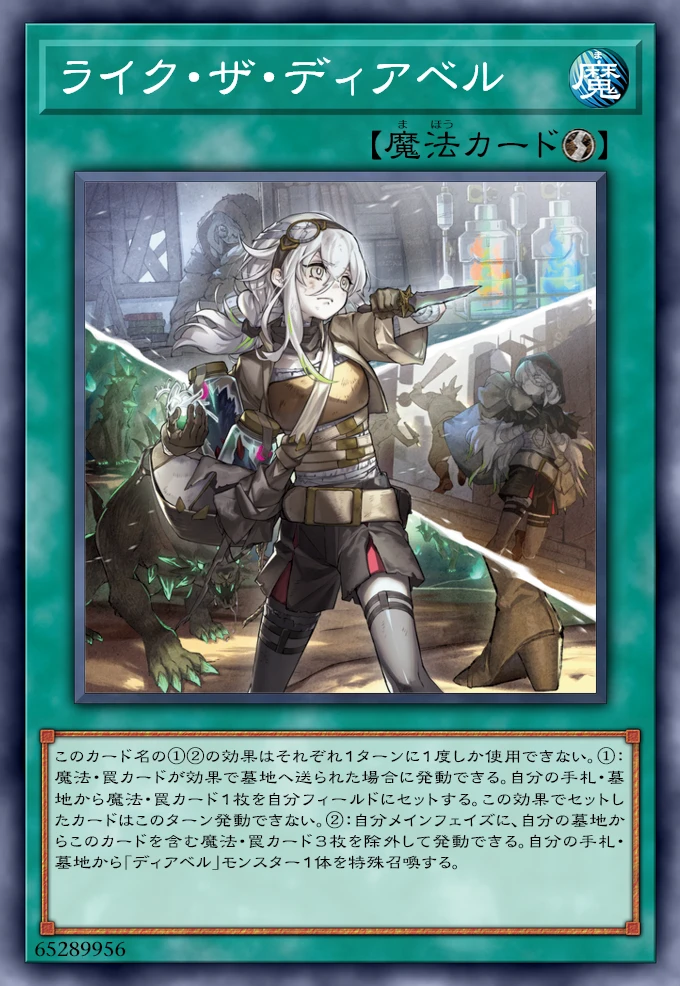 ライク・ザ・ディアベル
魔
ま
【魔法カード】
ま ほう
このカード名の①②の効果はそれぞれ1ターンに1度しか使用できない。①:
魔法・罠カードが効果で墓地へ送られた場合に発動できる。自分の手札・墓
地から魔法・罠カード1枚を自分フィールドにセットする。この効果でセットし
たカードはこのターン発動できない。②:自分メインフェイズに、自分の墓地か
らこのカードを含む魔法・罠カード3枚を除外して発動できる。自分の手札・
墓地から「ディアベル」モンスター1体を特殊召喚する。
65289956